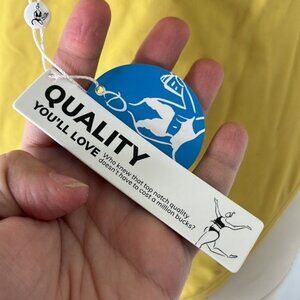 QUALITY
YOU'LL LOVE
Who knew that top notch quality
doesn't have to cost a million bucks?